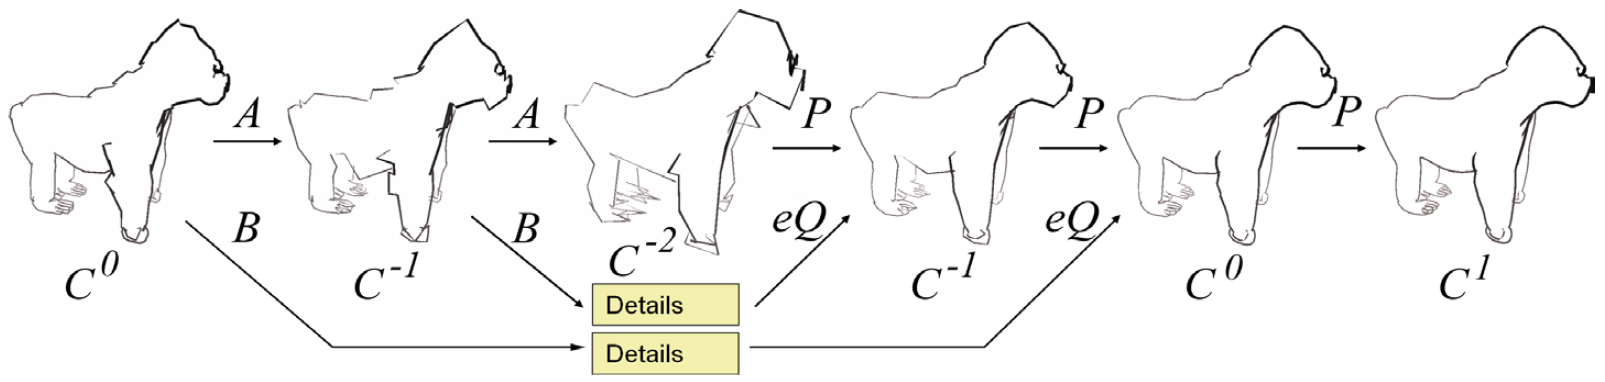 A A P P P
B B eQ eQ
C^0 C^-1 C^-2 C^-1 C^0 C^1
Details
Details